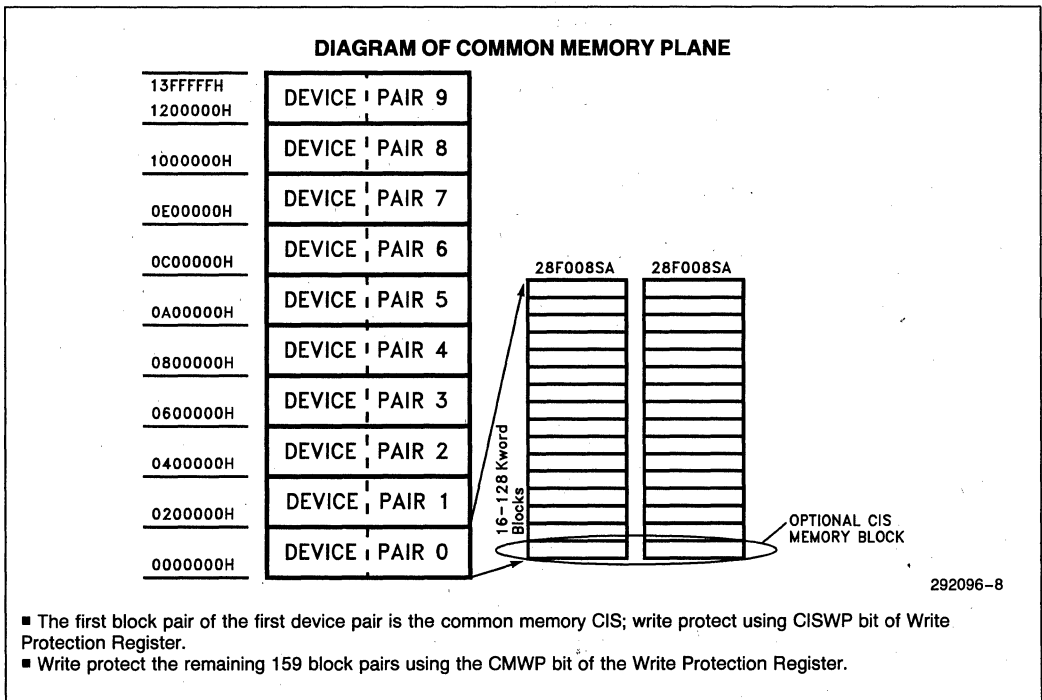 DIAGRAM OF COMMON MEMORY PLANE
13FFFFFH
1200000H
DEVICE PAIR 9
1000000H
DEVICE PAIR 8
0E00000H
DEVICE PAIR 7
0C00000H
DEVICE PAIR 6
0A00000H
DEVICE PAIR 5
0800000H
DEVICE PAIR 4
0600000H
DEVICE PAIR 3
0400000H
DEVICE PAIR 2
0200000H
DEVICE PAIR 1
0000000H
DEVICE PAIR 0
28F008SA 28F008SA
16-128 Kword
Blocks
OPTIONAL CIS
MEMORY BLOCK
292096-8
■ The first block pair of the first device pair is the common memory CIS; write protect using CISWP bit of Write
Protection Register.
■ Write protect the remaining 159 block pairs using the CMWP bit of the Write Protection Register.